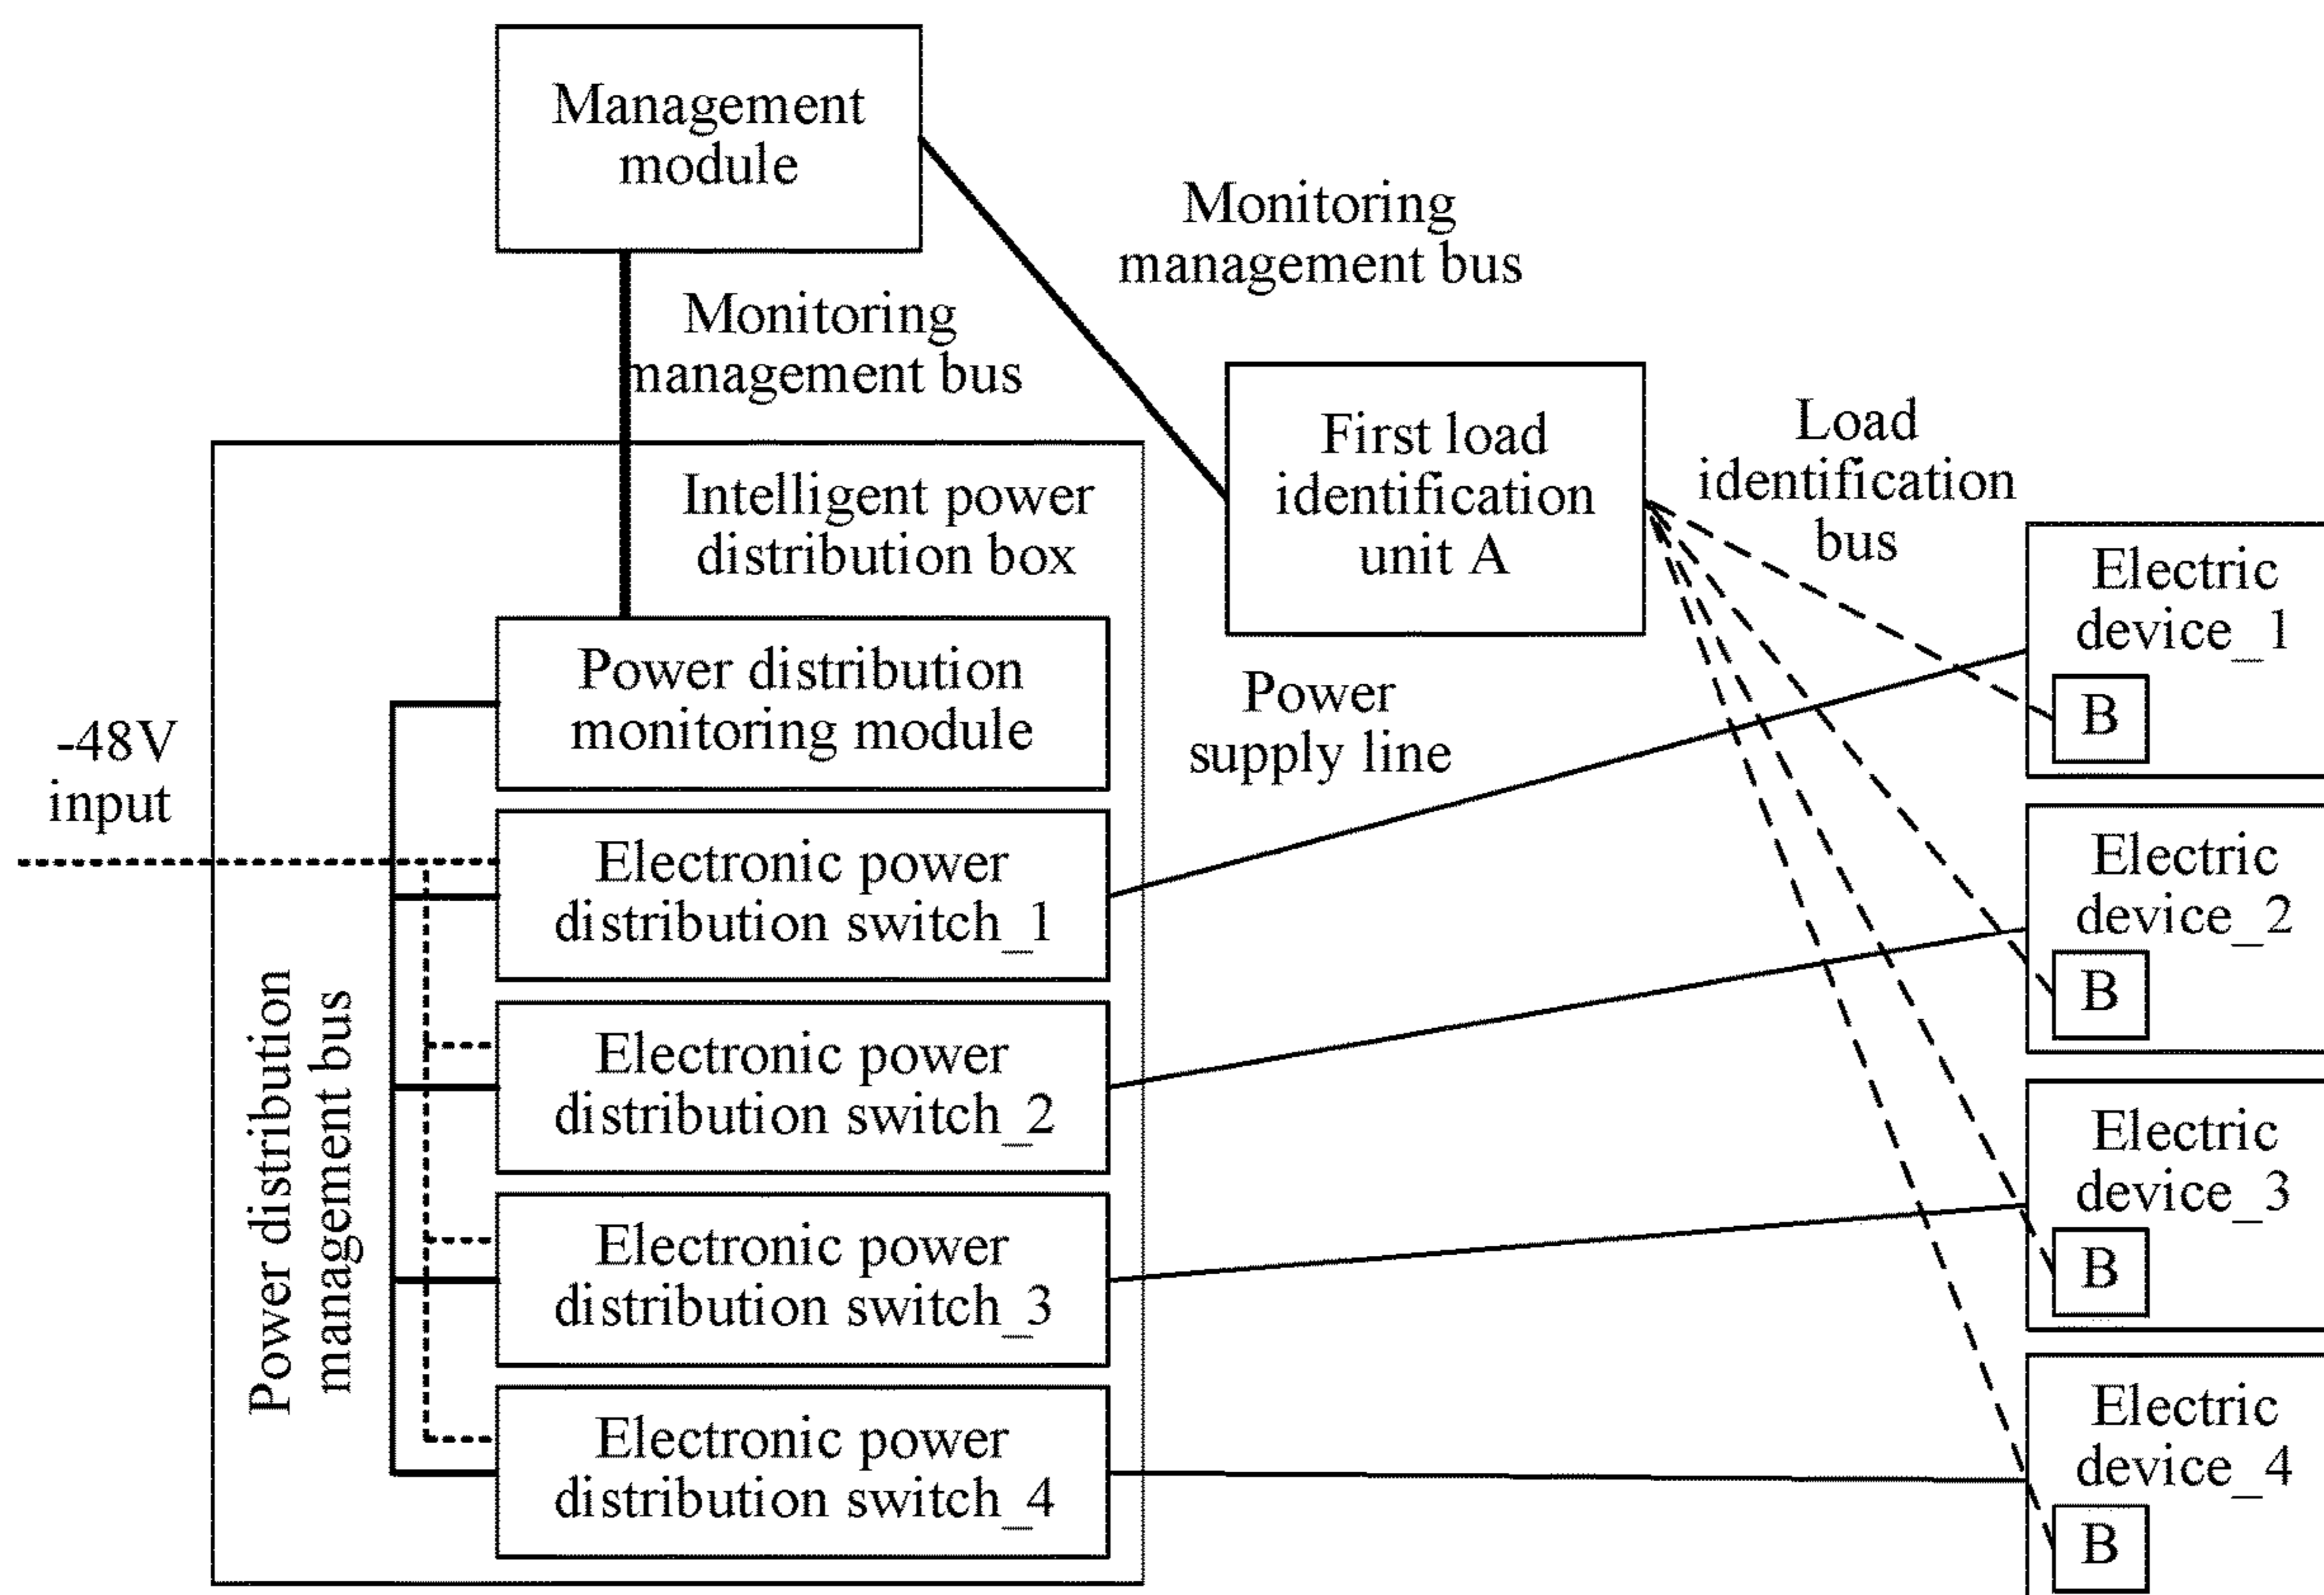 Management
module
Monitoring
management bus
Monitoring
management bus
First load
identification
unit A
Load
identification
bus
Intelligent power
distribution box
Power distribution
monitoring module
Power
supply line
-48V
input
Power distribution
management bus
Electronic power
distribution switch_1
Electronic power
distribution switch_2
Electronic power
distribution switch_3
Electronic power
distribution switch_4
Electric
device_1
B
Electric
device_2
B
Electric
device_3
B
Electric
device_4
B